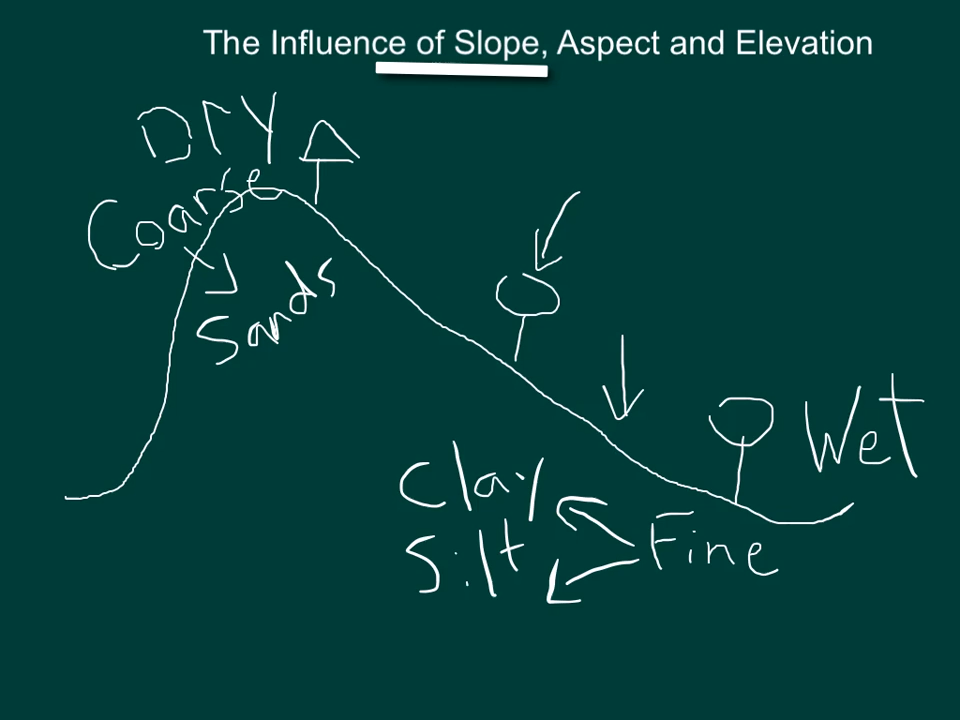 The Influence of Slope, Aspect and Elevation
Dry
Coarse
Sands
Wet
Clay
Silt
Fine